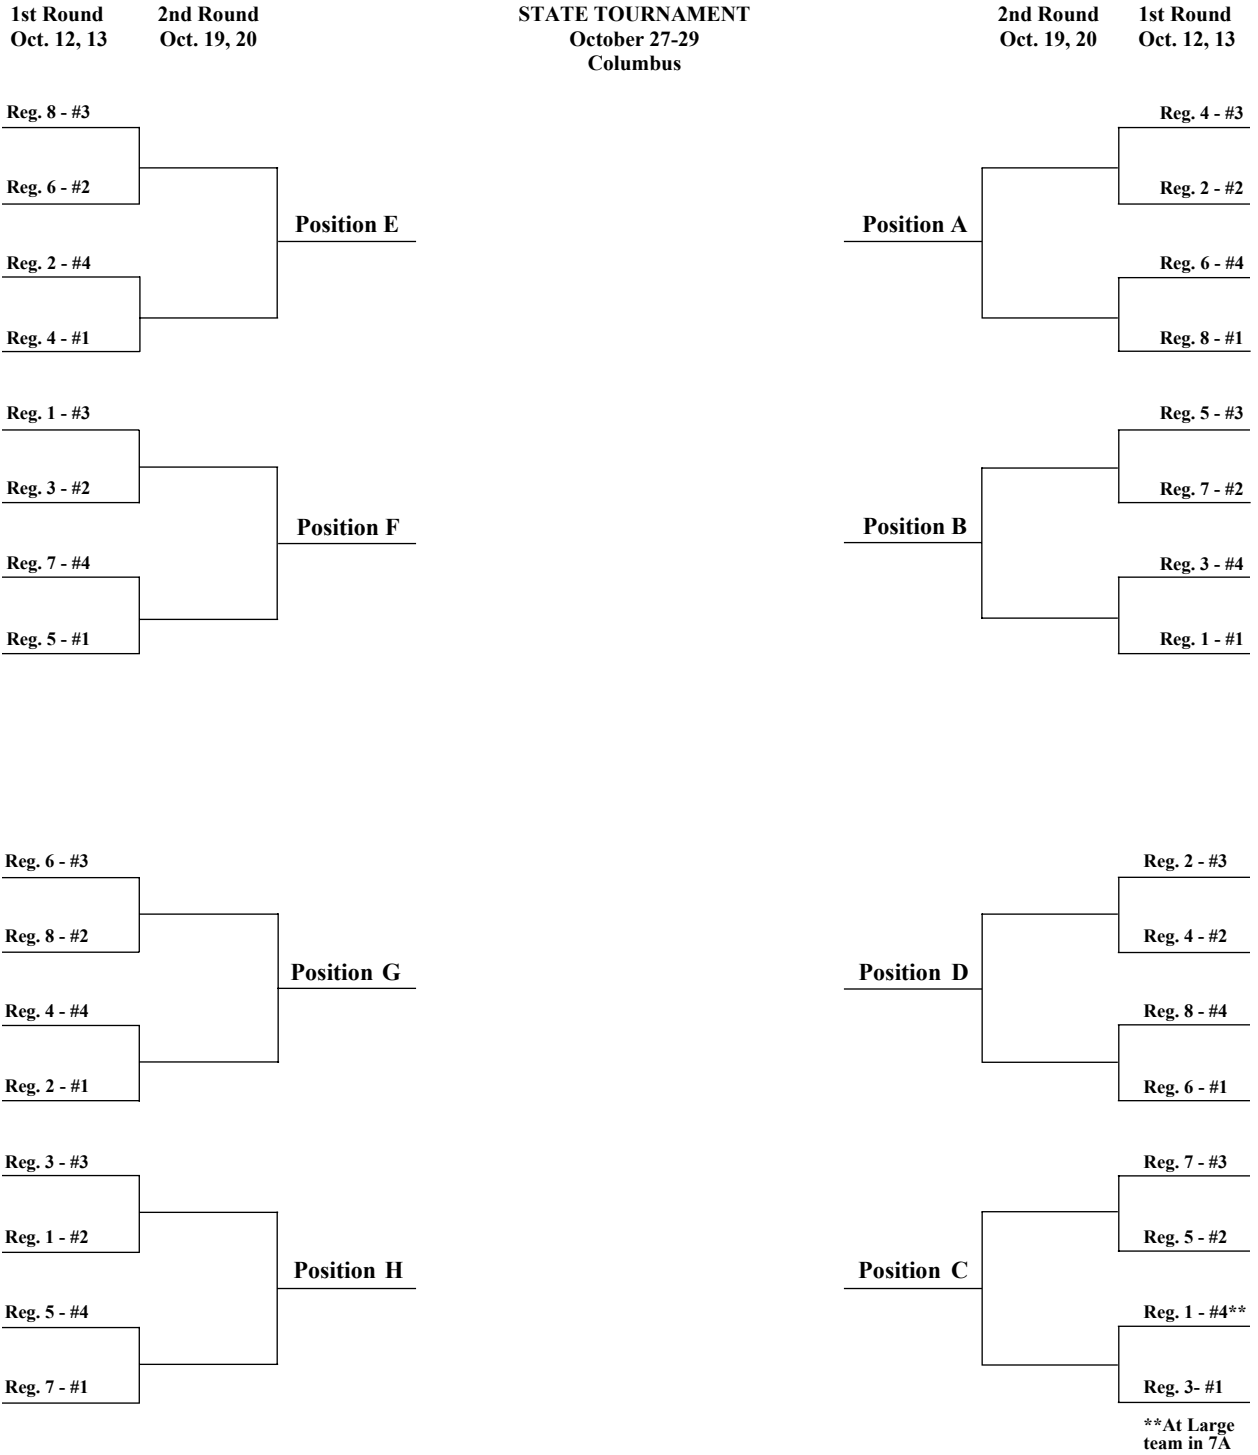 1st Round 2nd Round STATE TOURNAMENT 2nd Round 1st Round
Oct. 12, 13 Oct. 19, 20 October 27-29 Oct. 19, 20 Oct. 12, 13
Columbus
Reg. 8 - #3 Reg. 4 - #3
Reg. 6 - #2 Reg. 2 - #2
Position E Position A
Reg. 2 - #4 Reg. 6 - #4
Reg. 4 - #1 Reg. 8 - #1
Reg. 1 - #3 Reg. 5 - #3
Reg. 3 - #2 Reg. 7 - #2
Position F Position B
Reg. 7 - #4 Reg. 3 - #4
Reg. 5 - #1 Reg. 1 - #1
Reg. 6 - #3 Reg. 2 - #3
Reg. 8 - #2 Reg. 4 - #2
Position G Position D
Reg. 4 - #4 Reg. 8 - #4
Reg. 2 - #1 Reg. 6 - #1
Reg. 3 - #3 Reg. 7 - #3
Reg. 1 - #2 Reg. 5 - #2
Position H Position C
Reg. 5 - #4 Reg. 1 - #4**
Reg. 7 - #1 Reg. 3- #1
**At Large
team in 7A